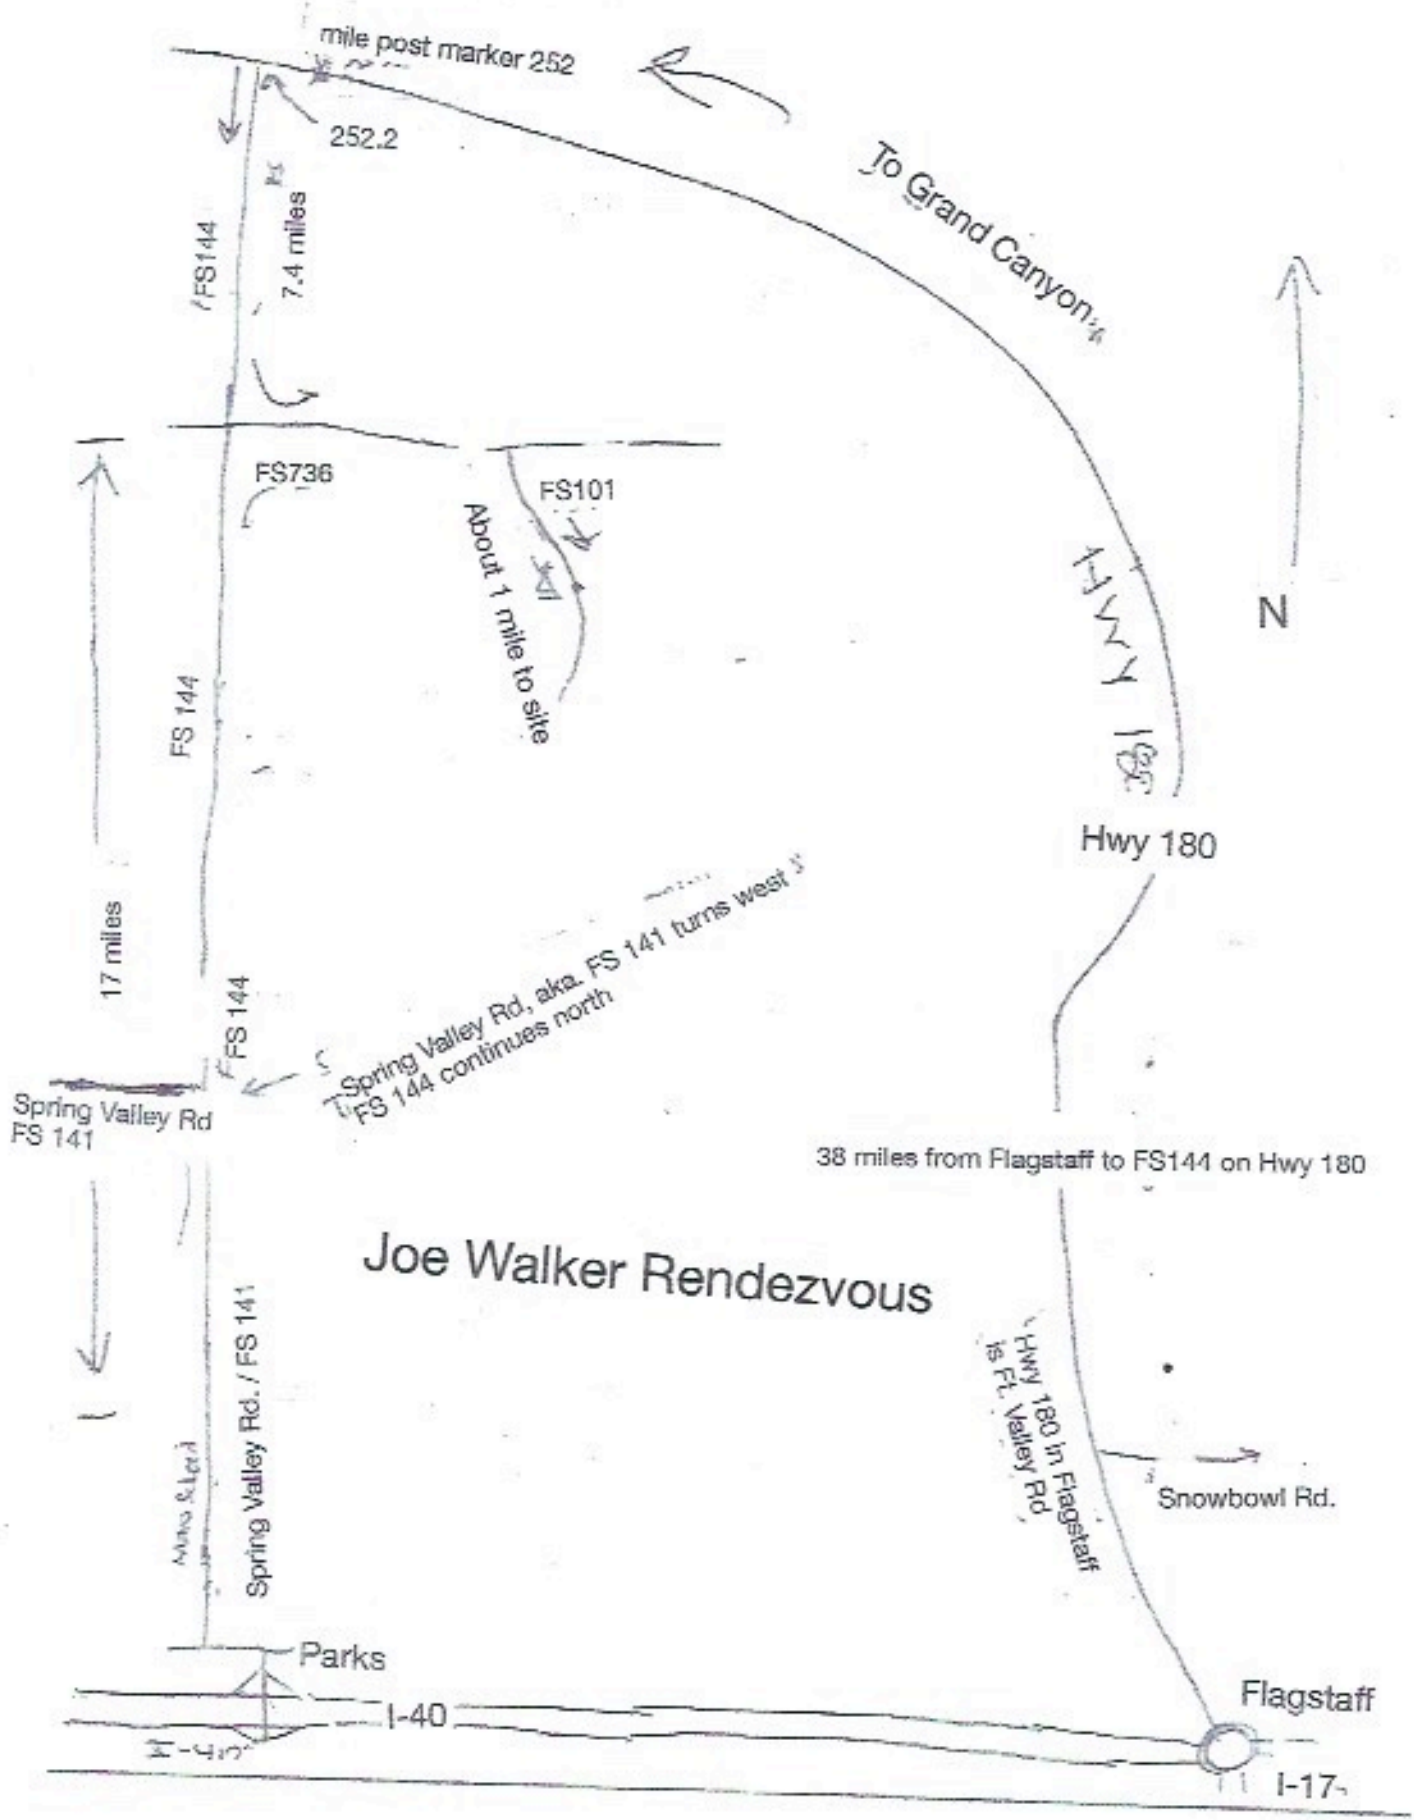 mile post marker 252
252.2
To Grand Canyon
FS144
7.4 miles
FS736
FS101
About 1 mile to site
N
HWY 180
Hwy 180
FS 144
17 miles
FS 144
Spring Valley Rd, aka. FS 141 turns west
FS 144 continues north
Spring Valley Rd
FS 141
38 miles from Flagstaff to FS144 on Hwy 180
Joe Walker Rendezvous
Spring Valley Rd. / FS 141
Hwy 180 in Flagstaff
is Ft. Valley Rd
Snowbowl Rd.
Parks
I-40
I-40
Flagstaff
I-17